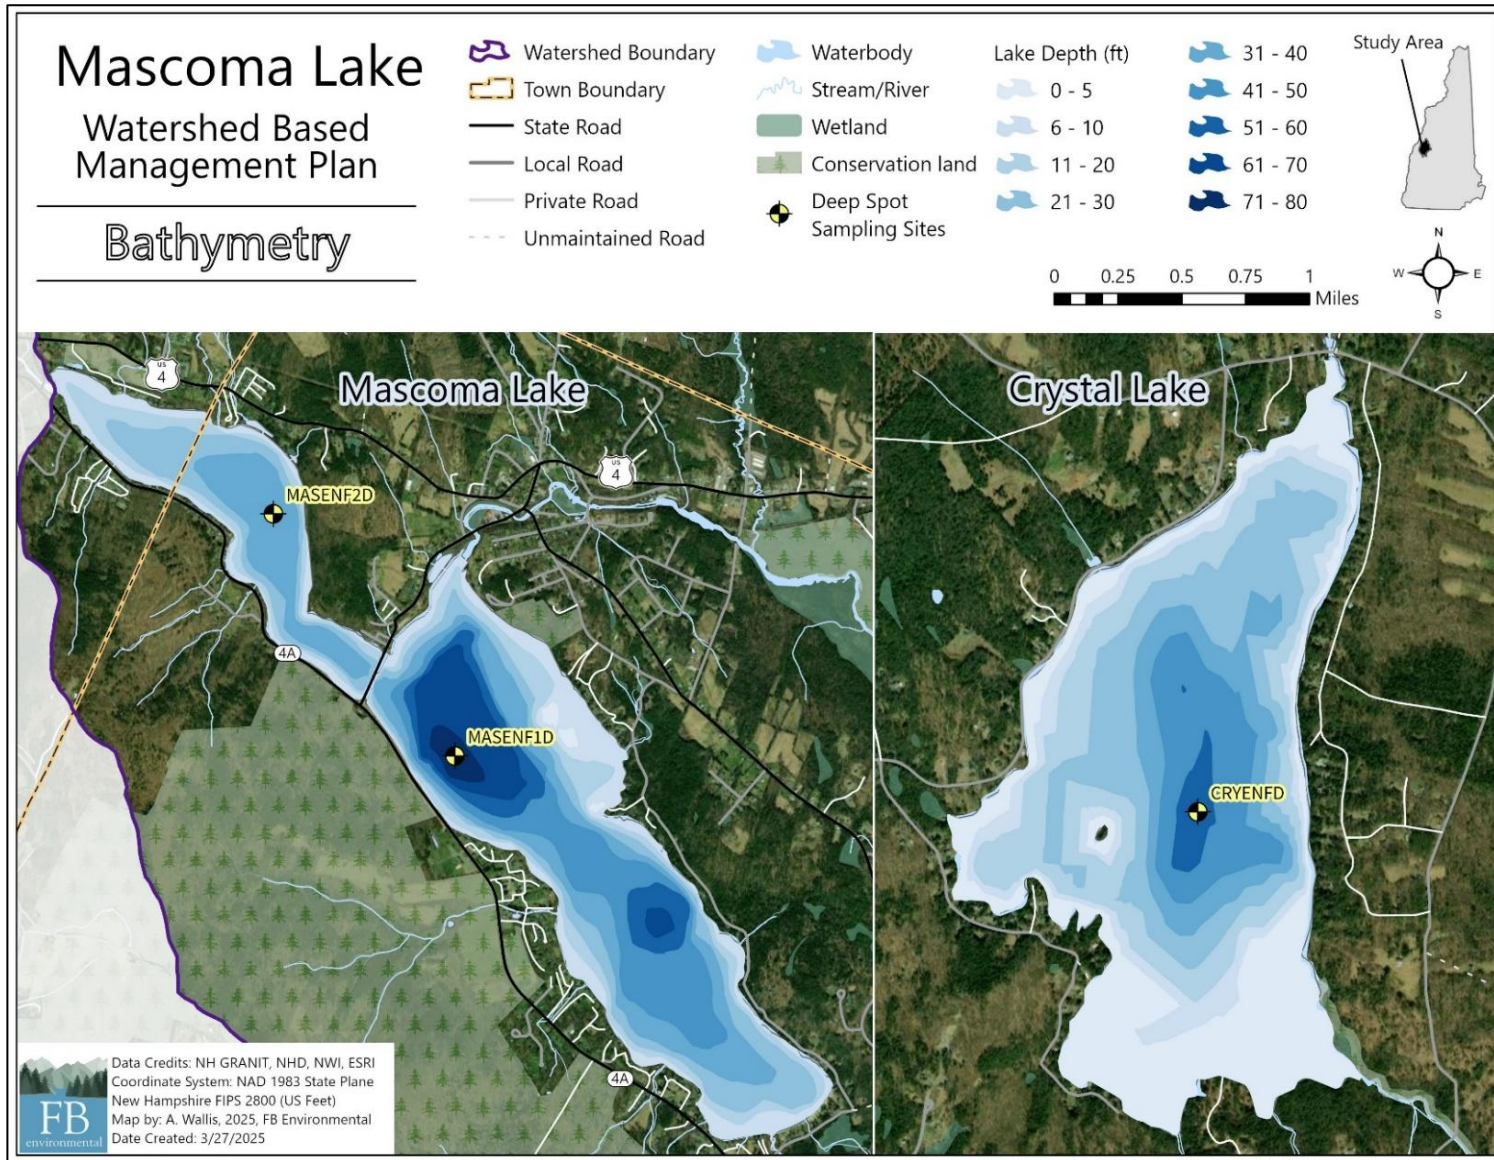 Mascoma Lake
Watershed Based
Management Plan
Bathymetry
Watershed Boundary
Town Boundary
State Road
Local Road
Private Road
Unmaintained Road
Waterbody
Stream/River
Wetland
Conservation land
Deep Spot
Sampling Sites
Lake Depth (ft)
0 - 5
6 - 10
11 - 20
21 - 30
31 - 40
41 - 50
51 - 60
61 - 70
71 - 80
Study Area
N
W
E
S
0 0.25 0.5 0.75 1
Miles
US
4
Mascoma Lake
US
4
MASENF2D
4A
MASENF1D
4A
Crystal Lake
CRYENFD
FB
environmental
Data Credits: NH GRANIT, NHD, NWI, ESRI
Coordinate System: NAD 1983 State Plane
New Hampshire FIPS 2800 (US Feet)
Map by: A. Wallis, 2025, FB Environmental
Date Created: 3/27/2025